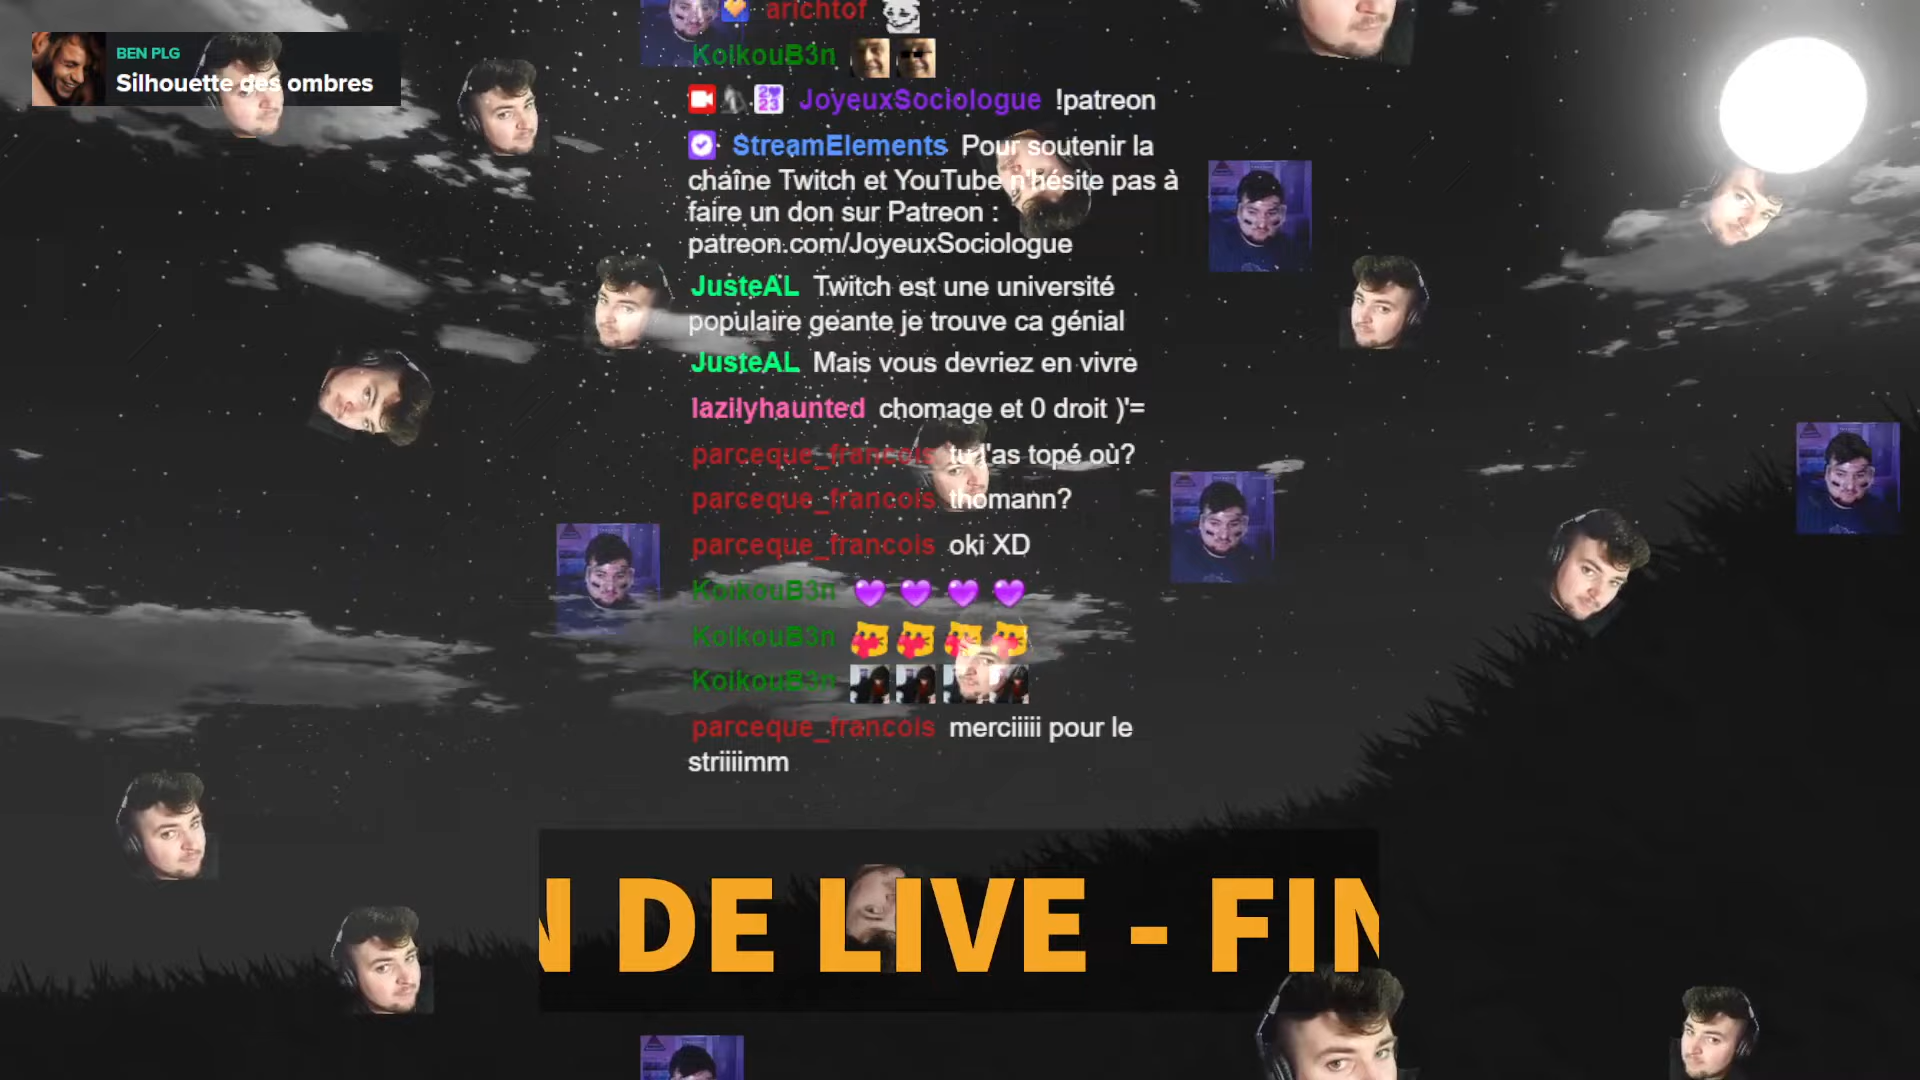 BEN PLG
Silhouette des ombres
arichtof
KoikouB3n
JoyeuxSociologue !patreon
StreamElements Pour soutenir la
chaîne Twitch et YouTube n'hésite pas à
faire un don sur Patreon :
patreon.com/JoyeuxSociologue
JusteAL Twitch est une université
populaire geante je trouve ca génial
JusteAL Mais vous devriez en vivre
lazilyhaunted chomage et 0 droit )'=
parceque_francois tu l'as topé où?
parceque_francois thomann?
parceque_francois oki XD
KoikouB3n 💜 💜 💜 💜
KoikouB3n
KoikouB3n
parceque_francois merciiiii pour le
striiiimm
N DE LIVE - FIN